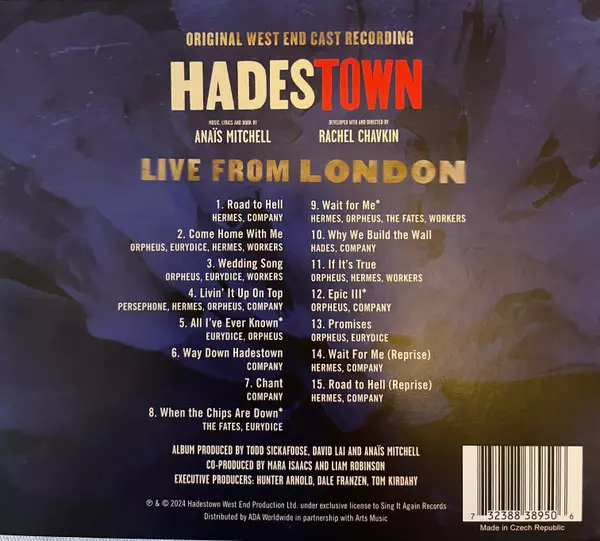 ORIGINAL WEST END CAST RECORDING
HADESTOWN
MUSIC, LYRICS AND BOOK BY
ANAÏS MITCHELL
DEVELOPED WITH AND DIRECTED BY
RACHEL CHAVKIN
LIVE FROM LONDON
1. Road to Hell
HERMES, COMPANY
2. Come Home With Me
ORPHEUS, EURYDICE, HERMES, WORKERS
3. Wedding Song
ORPHEUS, EURYDICE, WORKERS
4. Livin' It Up On Top
PERSEPHONE, HERMES, ORPHEUS, COMPANY
5. All I've Ever Known*
EURYDICE, ORPHEUS
6. Way Down Hadestown
COMPANY
7. Chant
COMPANY
8. When the Chips Are Down*
THE FATES, EURYDICE
9. Wait for Me*
HERMES, ORPHEUS, THE FATES, WORKERS
10. Why We Build the Wall
HADES, COMPANY
11. If It's True
ORPHEUS, HERMES, WORKERS
12. Epic III*
ORPHEUS, COMPANY
13. Promises
ORPHEUS, EURYDICE
14. Wait For Me (Reprise)
HERMES, COMPANY
15. Road to Hell (Reprise)
HERMES, COMPANY
ALBUM PRODUCED BY TODD SICKAFOOSE, DAVID LAI AND ANAÏS MITCHELL
CO-PRODUCED BY MARA ISAACS AND LIAM ROBINSON
EXECUTIVE PRODUCERS: HUNTER ARNOLD, DALE FRANZEN, TOM KIRDAHY
℗ & © 2024 Hadestown West End Production Ltd. under exclusive license to Sing It Again Records
Distributed by ADA Worldwide in partnership with Arts Music
7 32388 38950 6
Made in Czech Republic